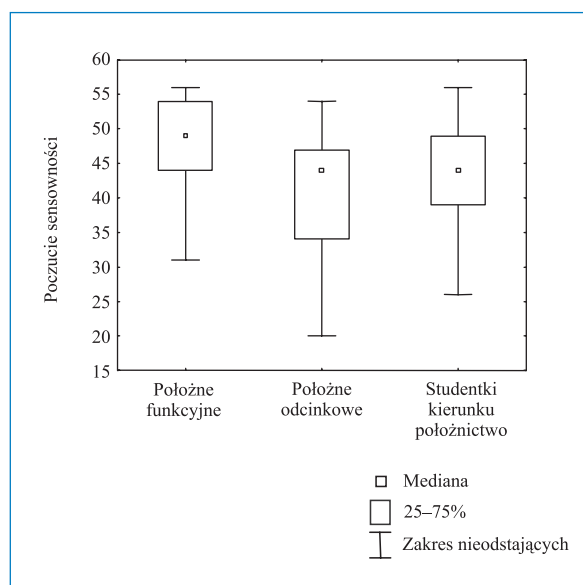 Poczucie sensowności
60
55
50
45
40
35
30
25
20
15
Położne
funkcyjne
Położne
odcinkowe
Studentki
kierunku
położnictwo
Mediana
25–75%
Zakres nieodstających